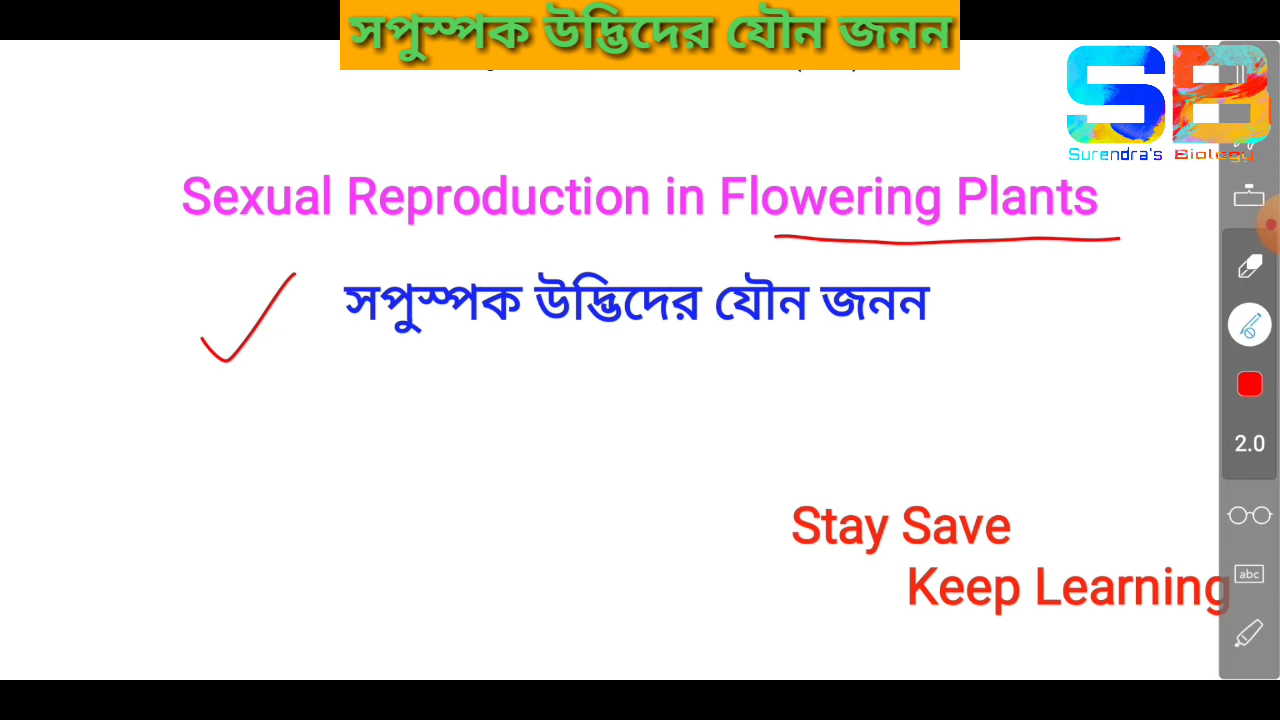 সপুস্পক উদ্ভিদের যৌন জনন
SB
Surendra's Biology
Sexual Reproduction in Flowering Plants
সপুস্পক উদ্ভিদের যৌন জনন
2.0
Stay Save
abc
Keep Learning